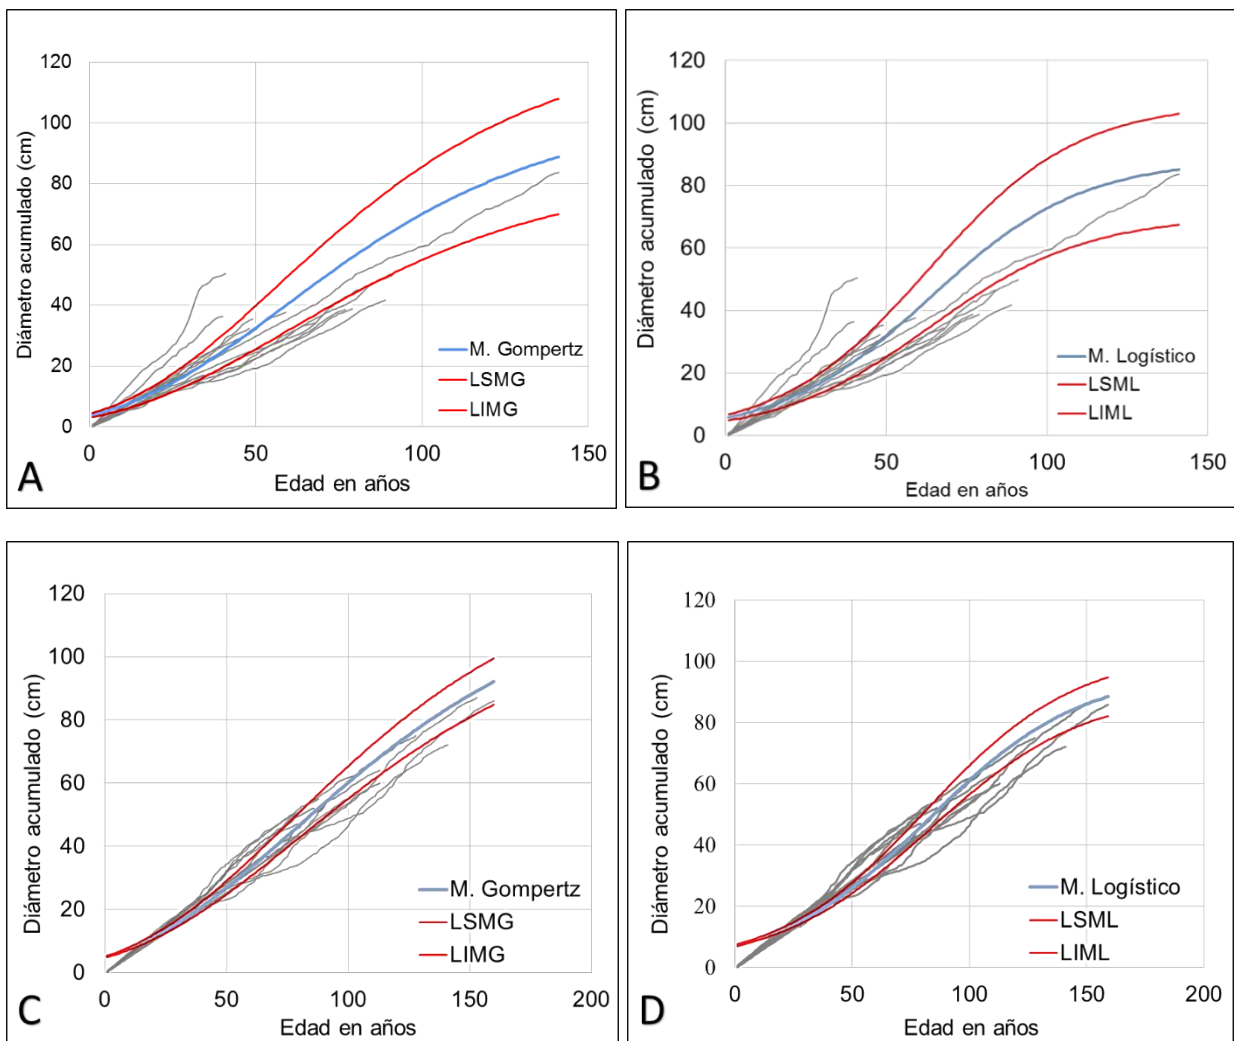 120
100
80
60
40
20
0
0 50 100 150
Diámetro acumulado (cm)
Edad en años
M. Gompertz
LSMG
LIMG
A
120
100
80
60
40
20
0
0 50 100 150
Diámetro acumulado (cm)
Edad en años
M. Logístico
LSML
LIML
B
120
100
80
60
40
20
0
0 50 100 150 200
Diámetro acumulado (cm)
Edad en años
M. Gompertz
LSMG
LIMG
C
120
100
80
60
40
20
0
0 50 100 150 200
Diámetro acumulado (cm)
Edad en años
M. Logístico
LSML
LIML
D